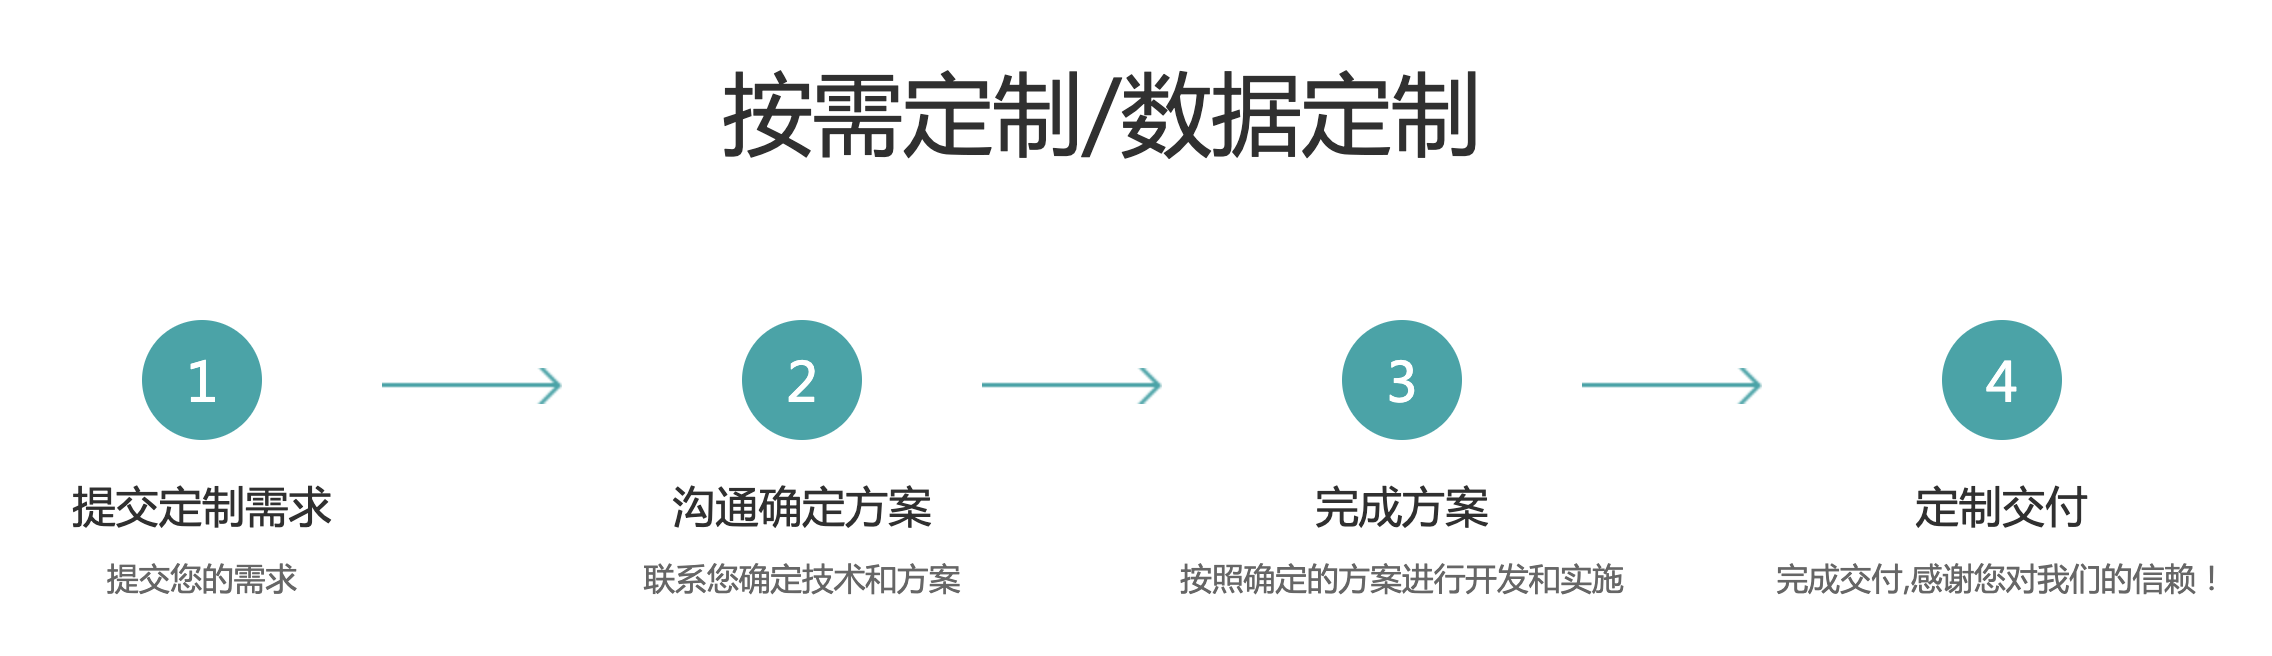 按需定制/数据定制
1
2
3
4
提交定制需求
沟通确定方案
完成方案
定制交付
提交您的需求
联系您确定技术和方案
按照确定的方案进行开发和实施
完成交付,感谢您对我们的信赖！